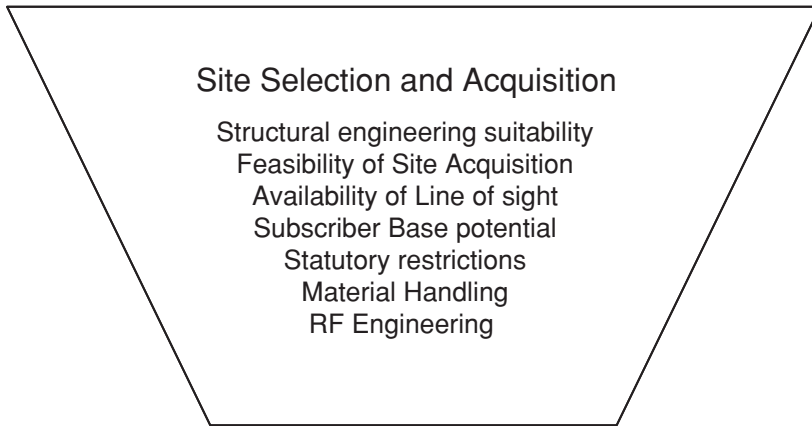 Site Selection and Acquisition
Structural engineering suitability
Feasibility of Site Acquisition
Availability of Line of sight
Subscriber Base potential
Statutory restrictions
Material Handling
RF Engineering